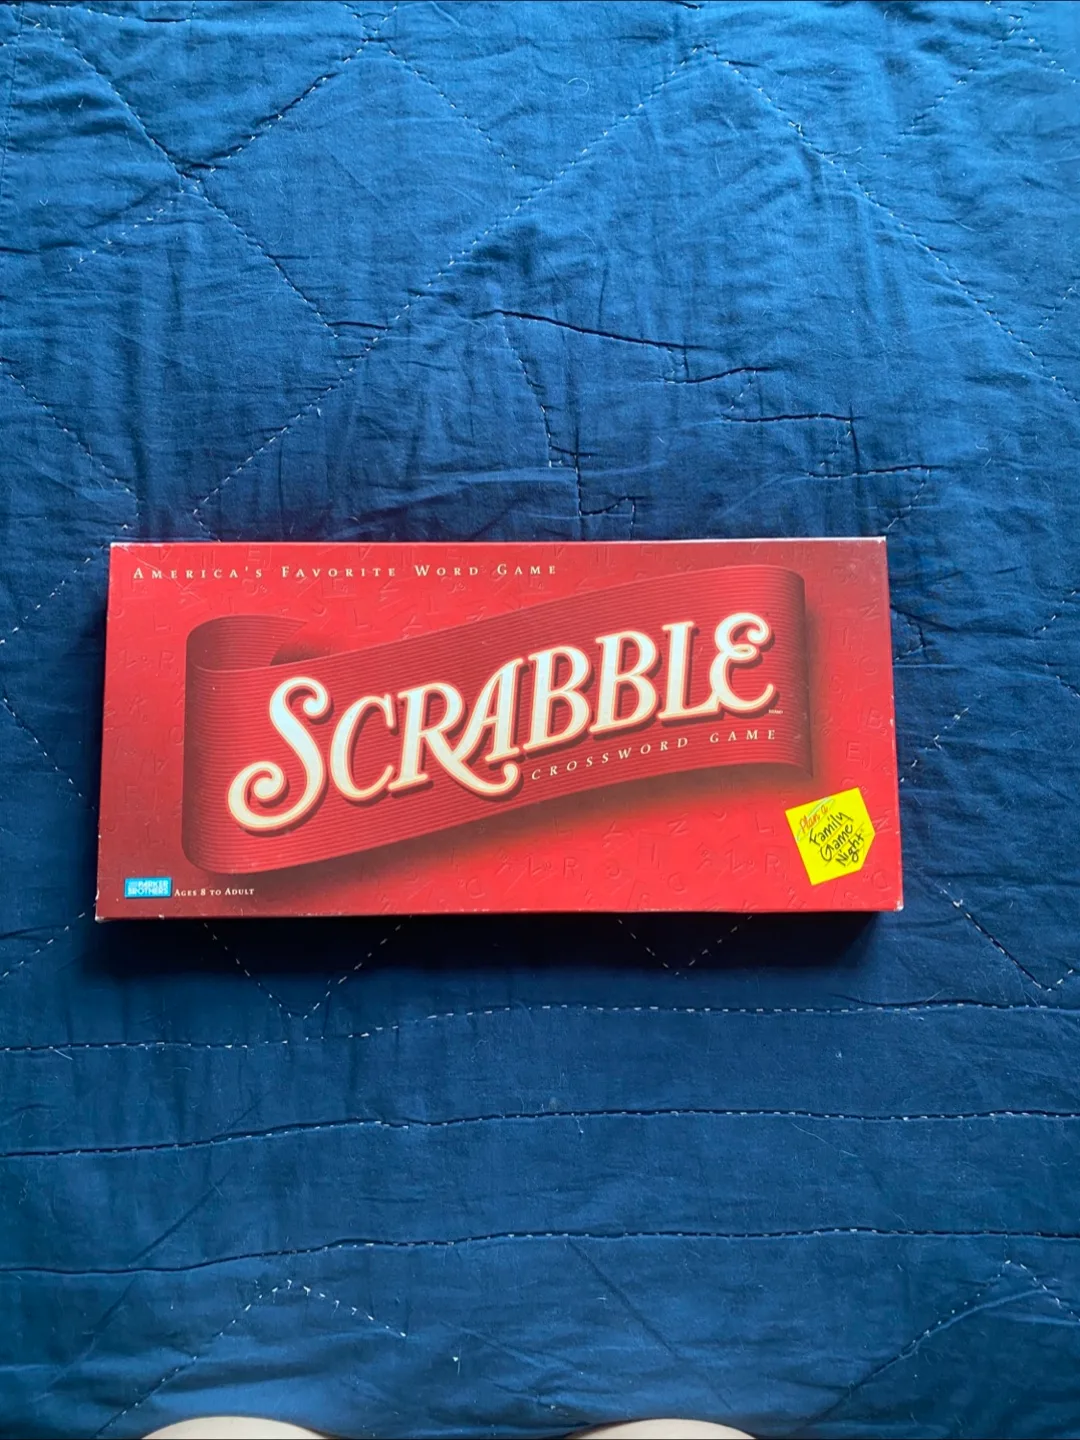 AMERICA'S FAVORITE WORD GAME
SCRABBLE
CROSSWORD GAME
Plan a
Family
Game
Night
PARKER
BROTHERS
AGES 8 TO ADULT